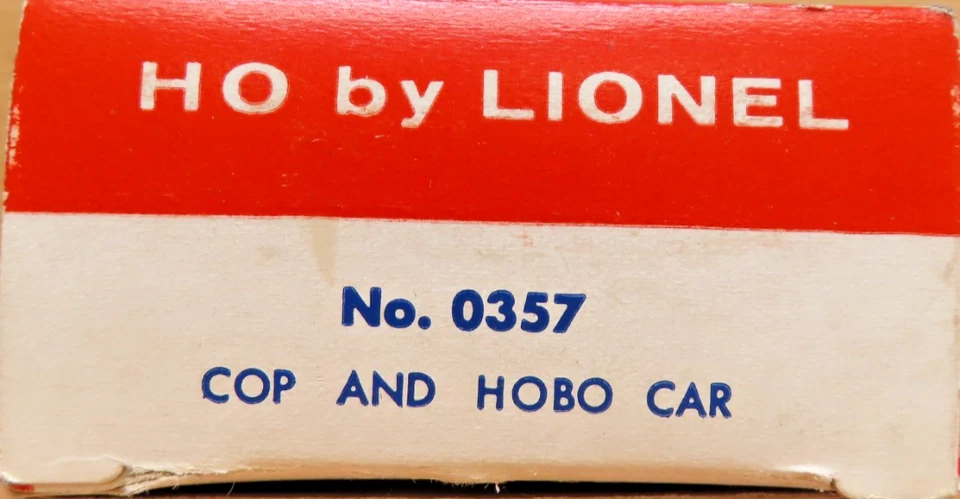 HO by LIONEL
No. 0357
COP AND HOBO CAR